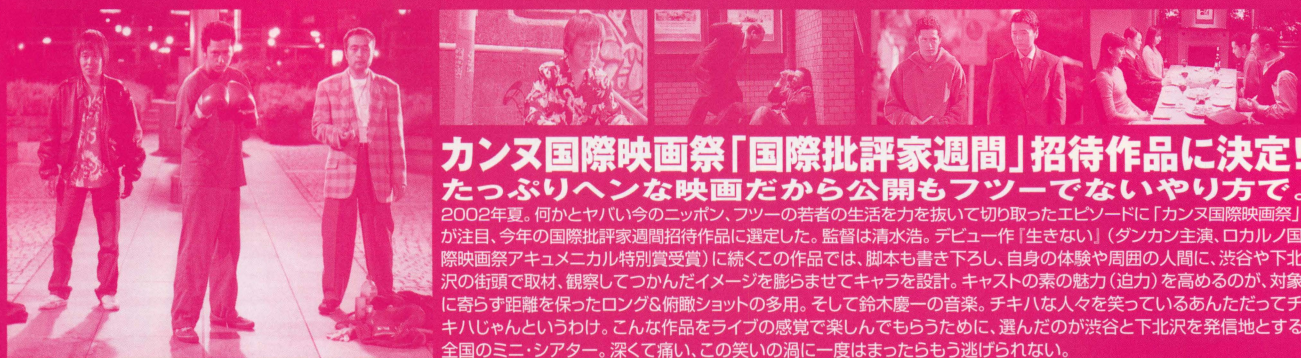 カンヌ国際映画祭「国際批評家週間」招待作品に決定!
たっぷりヘンな映画だから公開もフツーでないやり方で。
2002年夏。何かとヤバい今のニッポン、フツーの若者の生活を力を抜いて切り取ったエピソードに「カンヌ国際映画祭」
が注目、今年の国際批評家週間招待作品に選定した。監督は清水浩。デビュー作『生きない』(ダンカン主演、ロカルノ国
際映画祭アキュメニカル特別賞受賞)に続くこの作品では、脚本も書き下ろし、自身の体験や周囲の人間に、渋谷や下北
沢の街頭で取材、観察してつかんだイメージを膨らませてキャラを設計。キャストの素の魅力(迫力)を高めるのが、対象
に寄らず距離を保ったロング&俯瞰ショットの多用。そして鈴木慶一の音楽。チキハな人々を笑っているあんただってチ
キハじゃんというわけ。こんな作品をライブの感覚で楽しんでもらうために、選んだのが渋谷と下北沢を発信地とする
全国のミニ・シアター。深くて痛い、この笑いの渦に一度はまったらもう逃げられない。